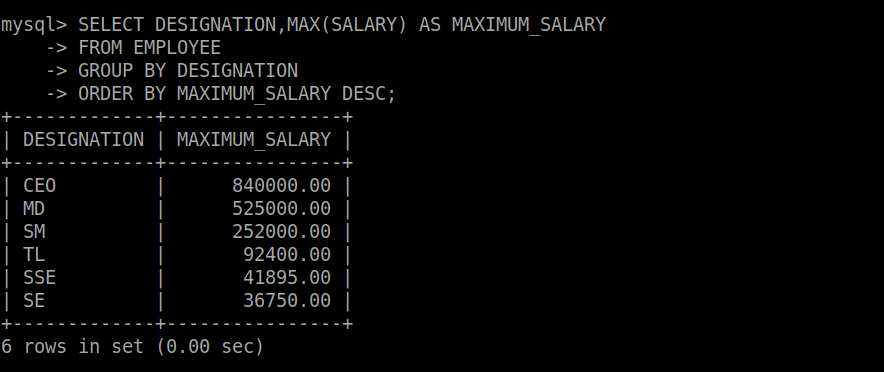 mysql> SELECT DESIGNATION,MAX(SALARY) AS MAXIMUM_SALARY
    -> FROM EMPLOYEE
    -> GROUP BY DESIGNATION
    -> ORDER BY MAXIMUM_SALARY DESC;
+-------------+----------------+
| DESIGNATION | MAXIMUM_SALARY |
+-------------+----------------+
| CEO         |      840000.00 |
| MD          |      525000.00 |
| SM          |      252000.00 |
| TL          |       92400.00 |
| SSE         |       41895.00 |
| SE          |       36750.00 |
+-------------+----------------+
6 rows in set (0.00 sec)